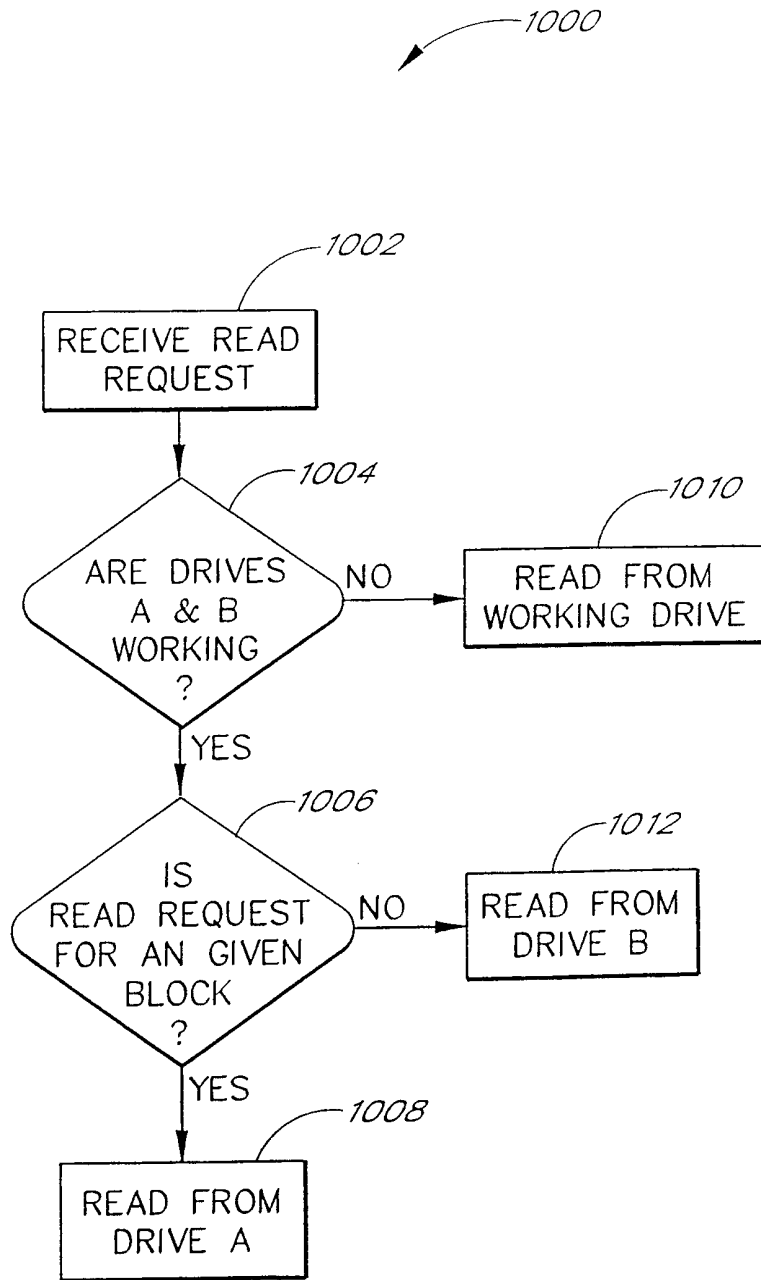 1000
1002
RECEIVE READ
REQUEST
1004
ARE DRIVES
A & B
WORKING
?
NO
1010
READ FROM
WORKING DRIVE
YES
1006
IS
READ REQUEST
FOR AN GIVEN
BLOCK
?
NO
1012
READ FROM
DRIVE B
YES
1008
READ FROM
DRIVE A